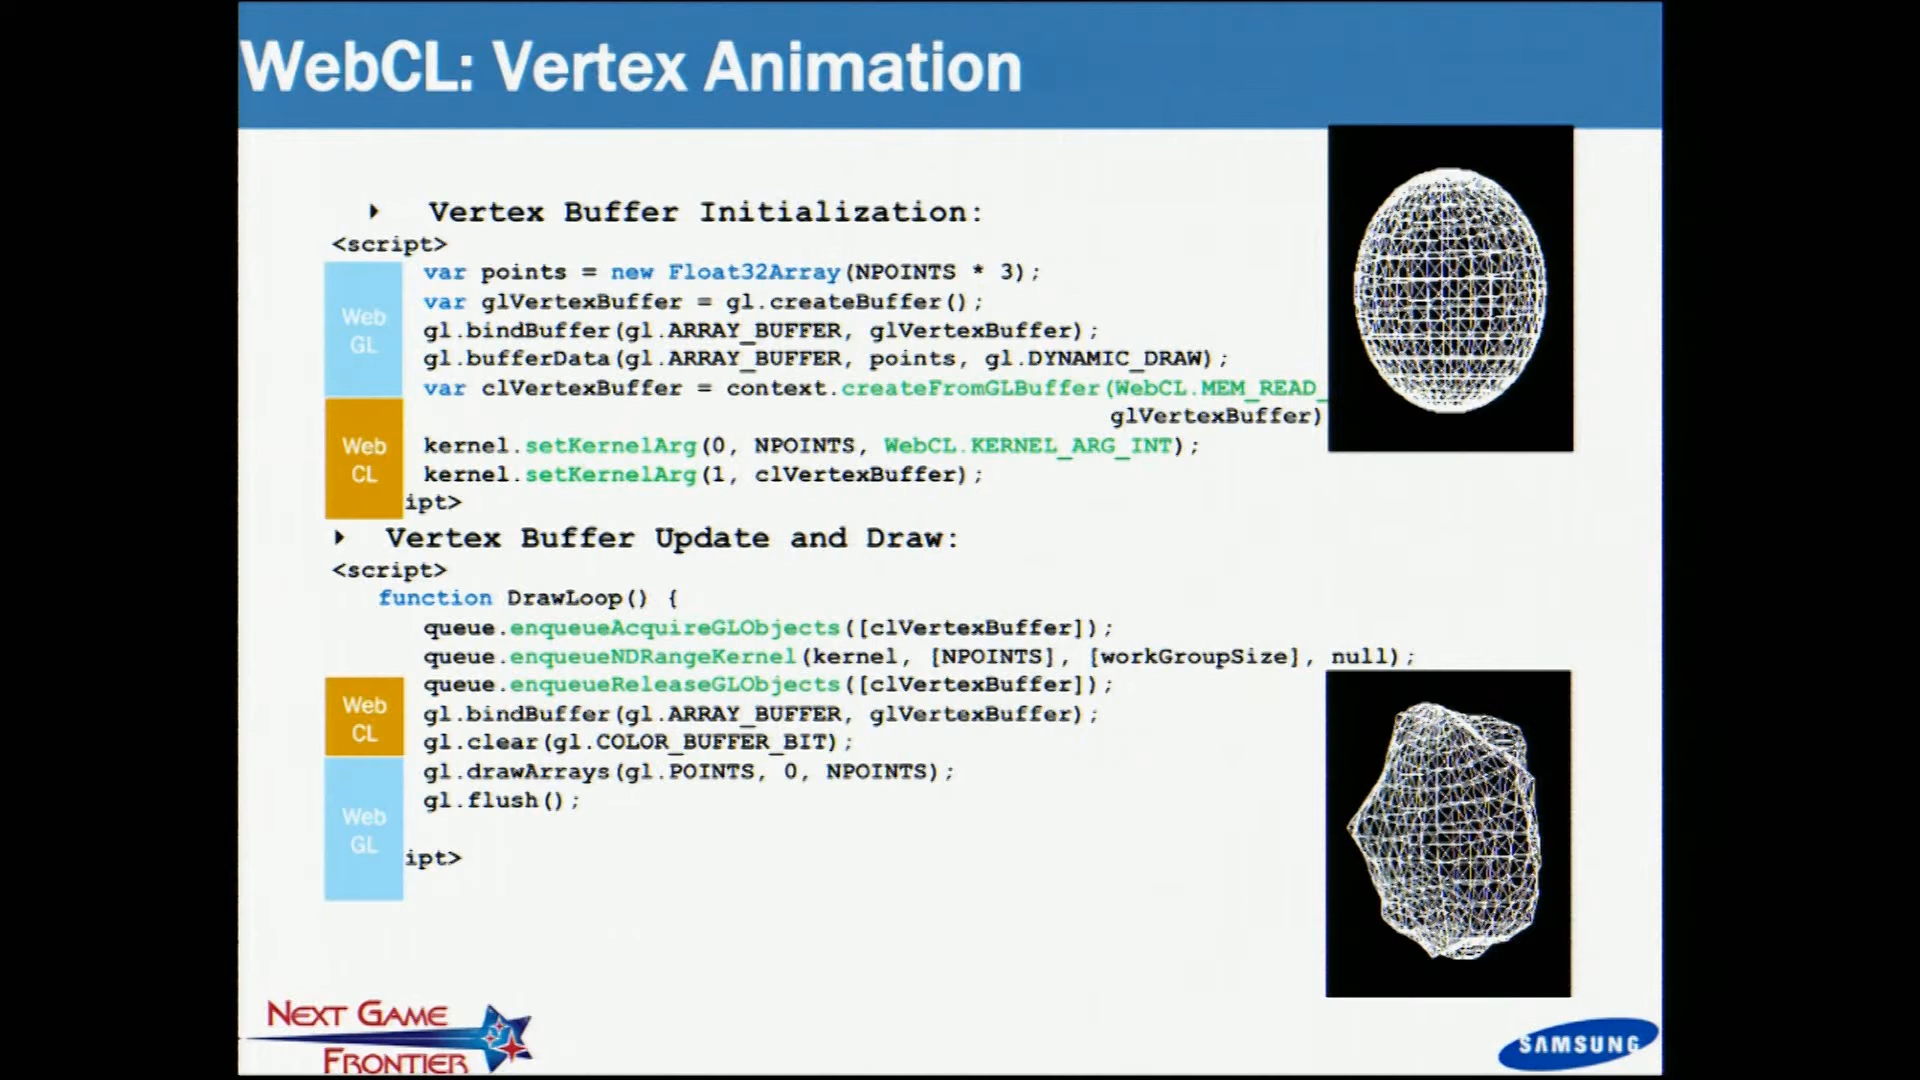 WebCL: Vertex Animation
Vertex Buffer Initialization:
<script>
var points = new Float32Array(NPOINTS * 3);
var glVertexBuffer = gl.createBuffer();
gl.bindBuffer(gl.ARRAY_BUFFER, glVertexBuffer);
gl.bufferData(gl.ARRAY_BUFFER, points, gl.DYNAMIC_DRAW);
var clVertexBuffer = context.createFromGLBuffer(WebCL.MEM_READ_
glVertexBuffer)
kernel.setKernelArg(0, NPOINTS, WebCL.KERNEL_ARG_INT);
kernel.setKernelArg(1, clVertexBuffer);
ipt>
Web
GL
Web
CL
Vertex Buffer Update and Draw:
<script>
function DrawLoop() {
queue.enqueueAcquireGLObjects([clVertexBuffer]);
queue.enqueueNDRangeKernel(kernel, [NPOINTS], [workGroupSize], null);
queue.enqueueReleaseGLObjects([clVertexBuffer]);
gl.bindBuffer(gl.ARRAY_BUFFER, glVertexBuffer);
gl.clear(gl.COLOR_BUFFER_BIT);
gl.drawArrays(gl.POINTS, 0, NPOINTS);
gl.flush();
ipt>
Web
CL
Web
GL
NEXT GAME
FRONTIER
SAMSUNG